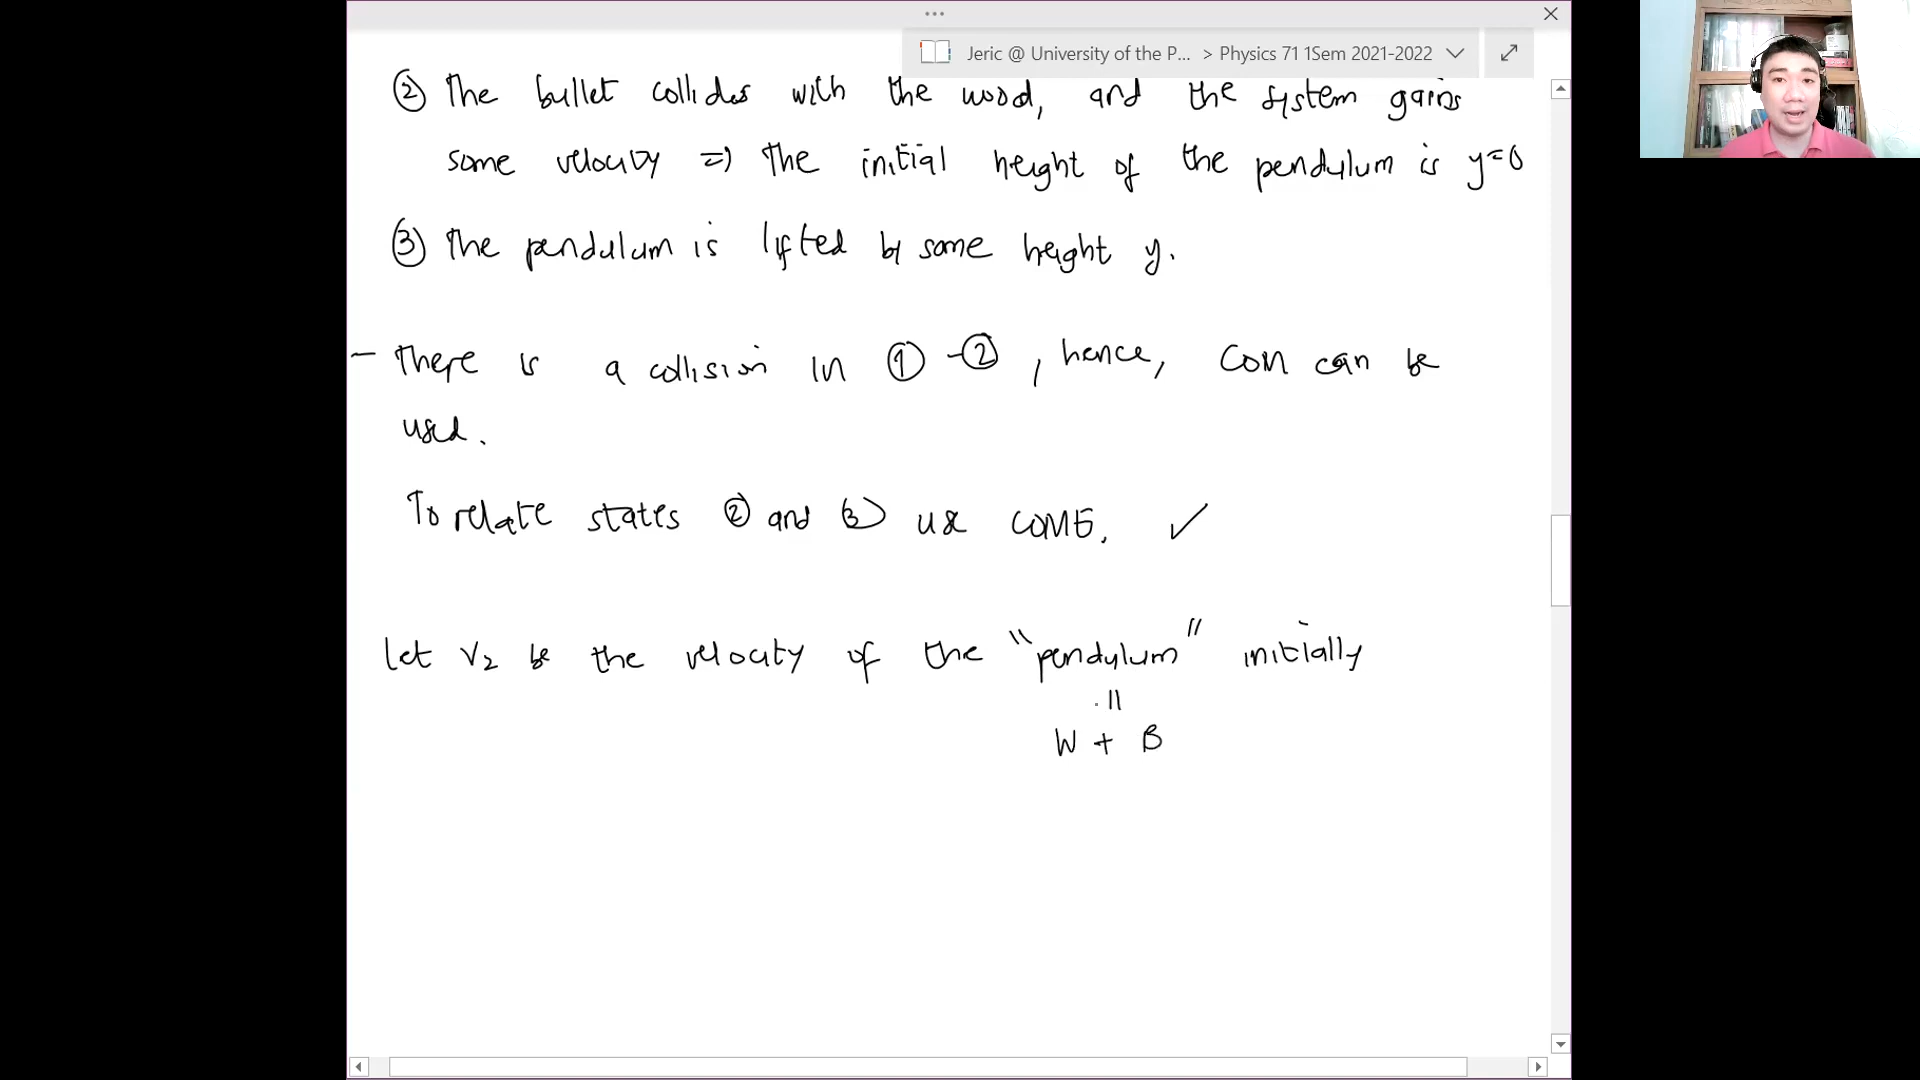 Jeric @ University of the P... > Physics 71 1Sem 2021-2022
② The bullet collides with the wood, and the system gains
some velocity => the initial height of the pendulum is y=0
③ The pendulum is lifted by some height y.
- There is a collision in ① - ②, hence, COM can be
used.
To relate states ② and ③ use COME. ✓
Let V₂ be the velocity of the "pendulum" initially
||
W + B